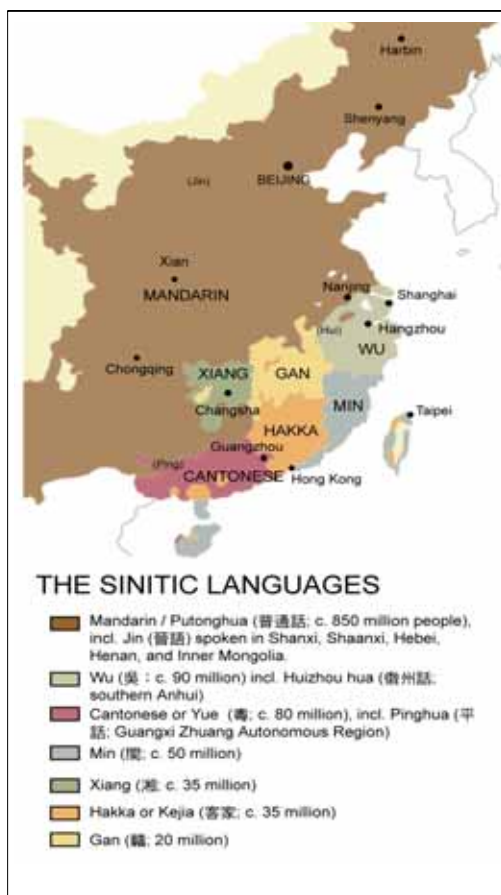 Harbin
Shenyang
BEIJING
(Jin)
Xian
MANDARIN
Nanjing
Shanghai
(Hui)
Hangzhou
WU
Chongqing
XIANG
GAN
Changsha
MIN
Taipei
HAKKA
Guangzhou
(Ping)
CANTONESE
Hong Kong
THE SINITIC LANGUAGES
Mandarin / Putonghua (普通話; c. 850 million people),
incl. Jin (晉語) spoken in Shanxi, Shaanxi, Hebei,
Henan, and Inner Mongolia.
Wu (吳 : c. 90 million) incl. Huizhou hua (徽州話;
southern Anhui)
Cantonese or Yue (粵; c. 80 million), incl. Pinghua (平
話; Guangxi Zhuang Autonomous Region)
Min (閩; c. 50 million)
Xiang (湘; c. 35 million)
Hakka or Kejia (客家; c. 35 million)
Gan (贛; 20 million)